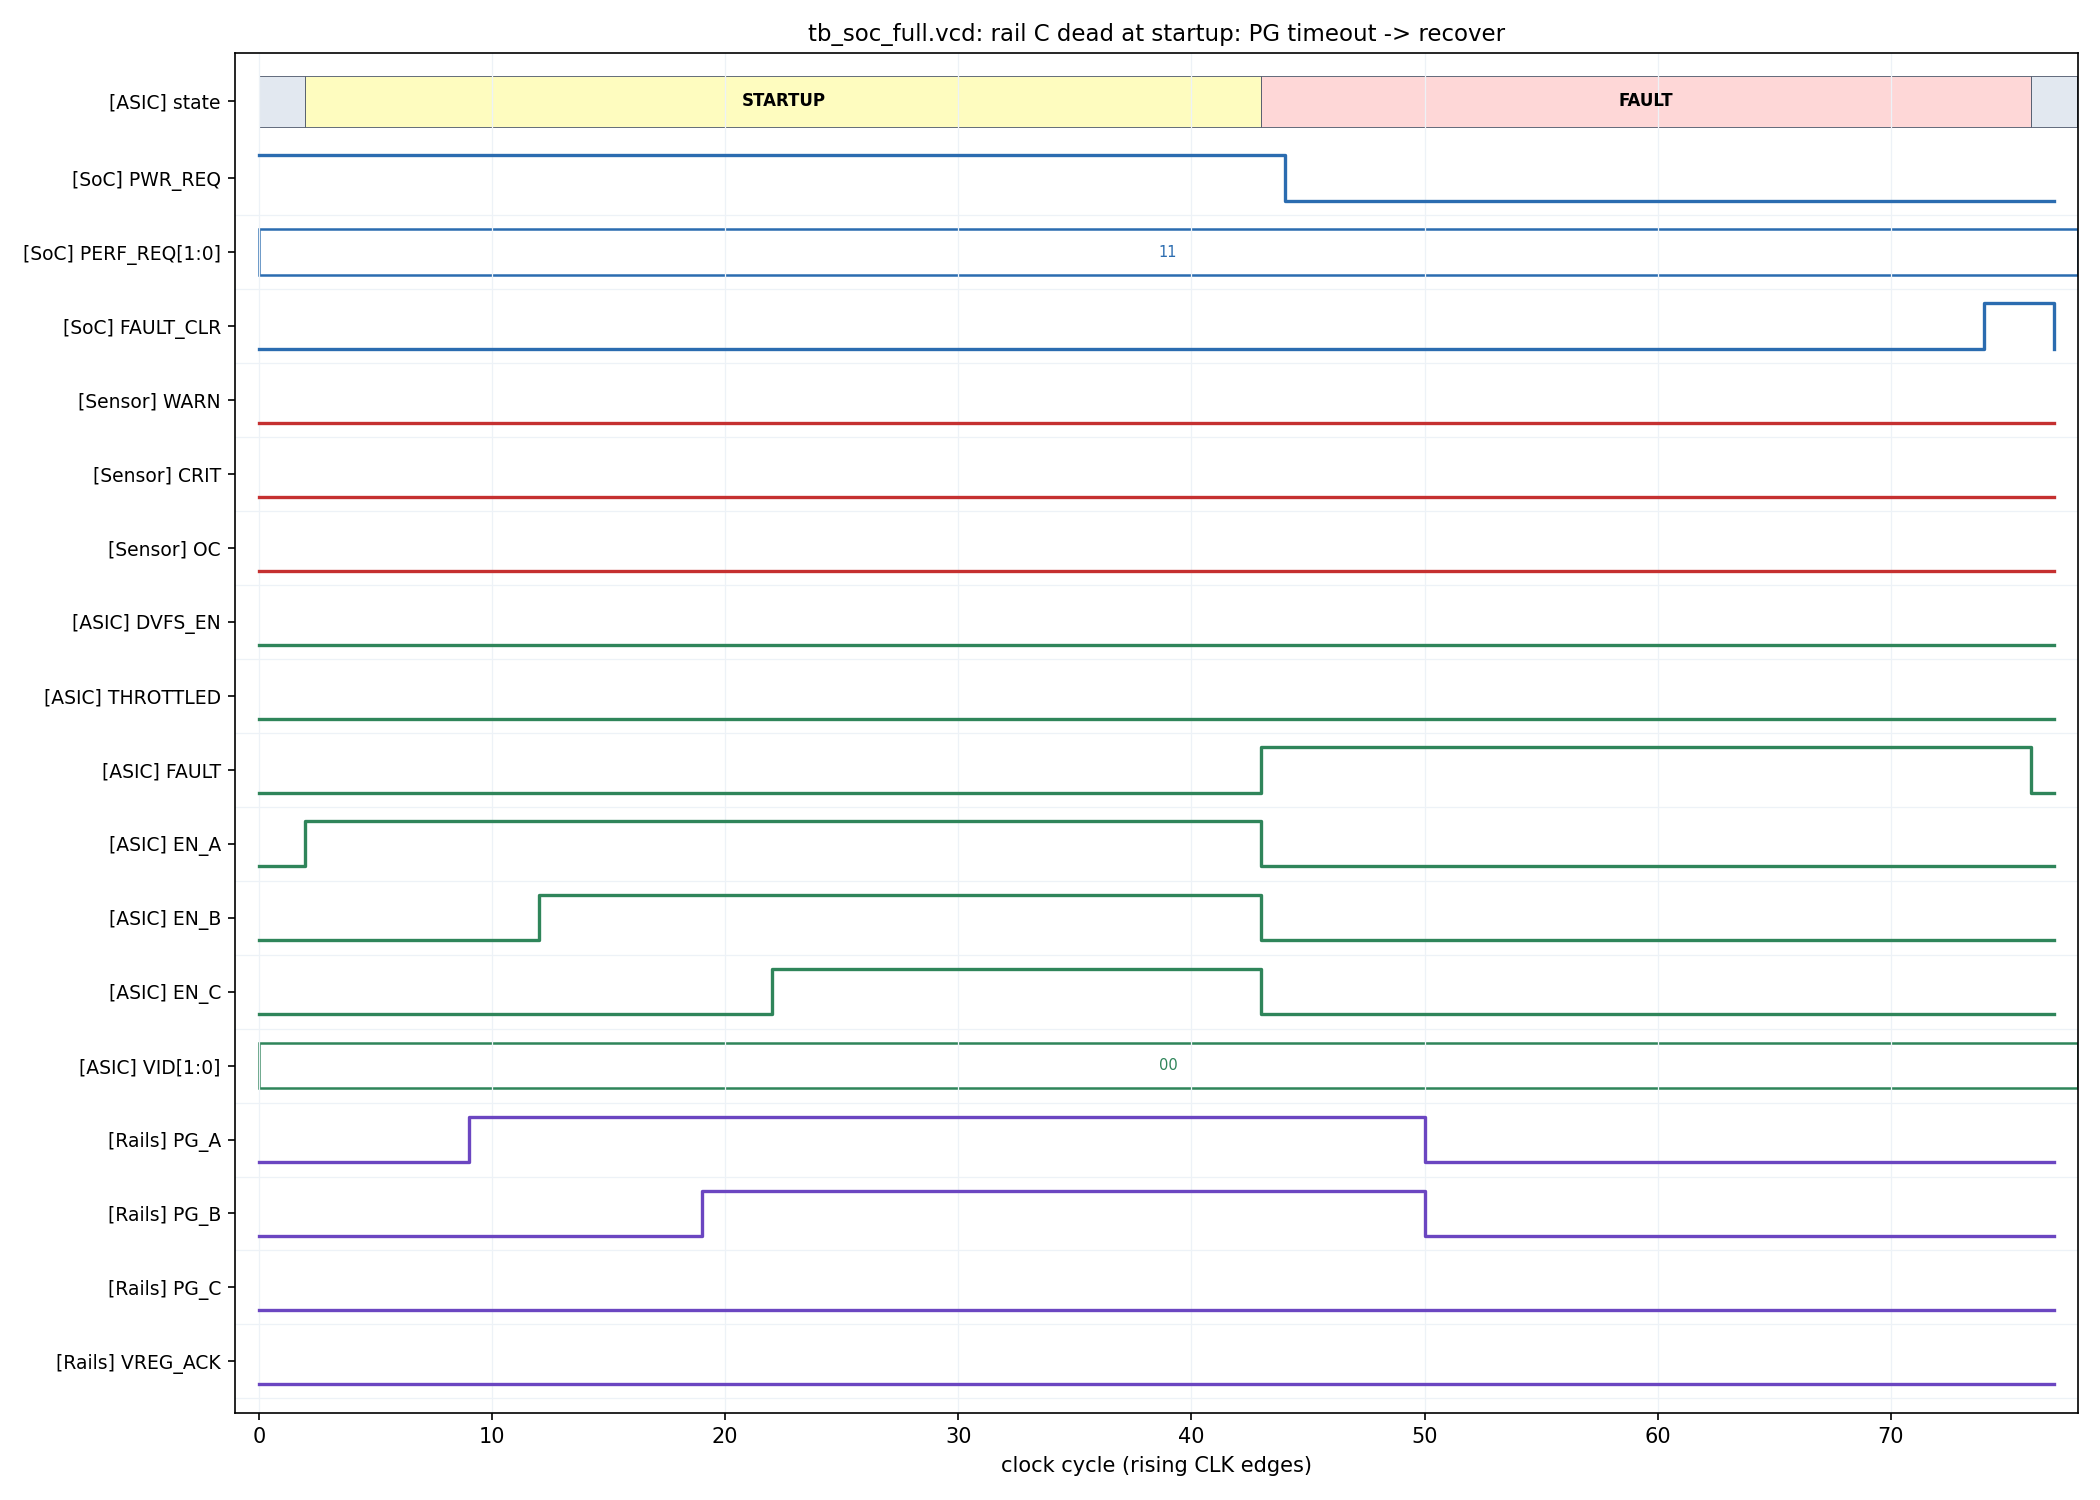 tb_soc_full.vcd: rail C dead at startup: PG timeout -> recover
[ASIC] state
STARTUP
FAULT
[SoC] PWR_REQ
[SoC] PERF_REQ[1:0]
11
[SoC] FAULT_CLR
[Sensor] WARN
[Sensor] CRIT
[Sensor] OC
[ASIC] DVFS_EN
[ASIC] THROTTLED
[ASIC] FAULT
[ASIC] EN_A
[ASIC] EN_B
[ASIC] EN_C
[ASIC] VID[1:0]
00
[Rails] PG_A
[Rails] PG_B
[Rails] PG_C
[Rails] VREG_ACK
0 10 20 30 40 50 60 70
clock cycle (rising CLK edges)